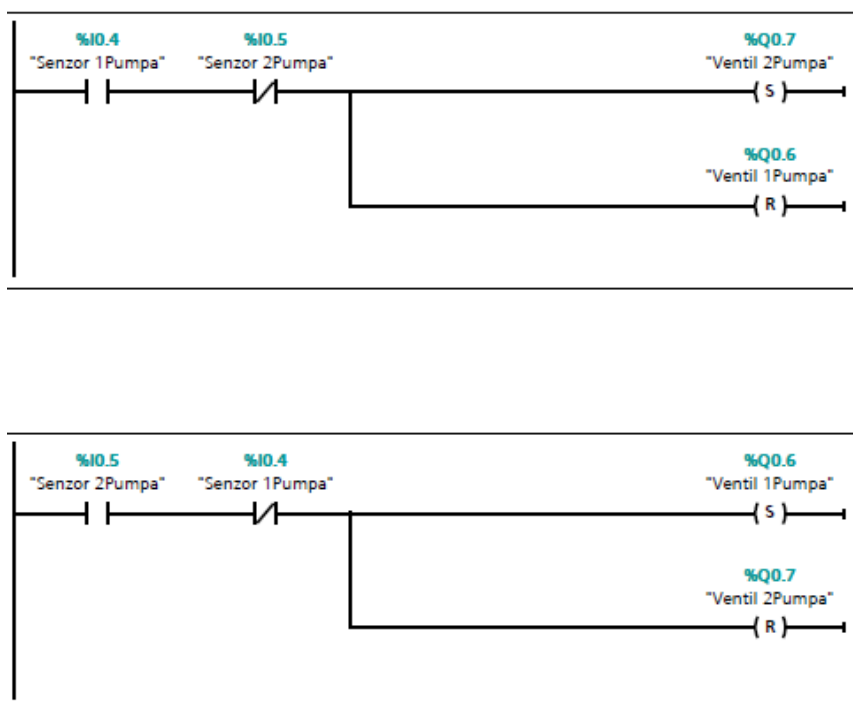 %I0.4 %I0.5 %Q0.7
"Senzor 1Pumpa" "Senzor 2Pumpa" "Ventil 2Pumpa"
S
%Q0.6
"Ventil 1Pumpa"
R
%I0.5 %I0.4 %Q0.6
"Senzor 2Pumpa" "Senzor 1Pumpa" "Ventil 1Pumpa"
S
%Q0.7
"Ventil 2Pumpa"
R